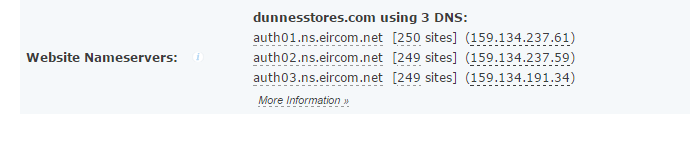 dunnesstores.com using 3 DNS:
auth01.ns.eircom.net [250 sites] (159.134.237.61)
Website Nameservers: i auth02.ns.eircom.net [249 sites] (159.134.237.59)
auth03.ns.eircom.net [249 sites] (159.134.191.34)
More Information »